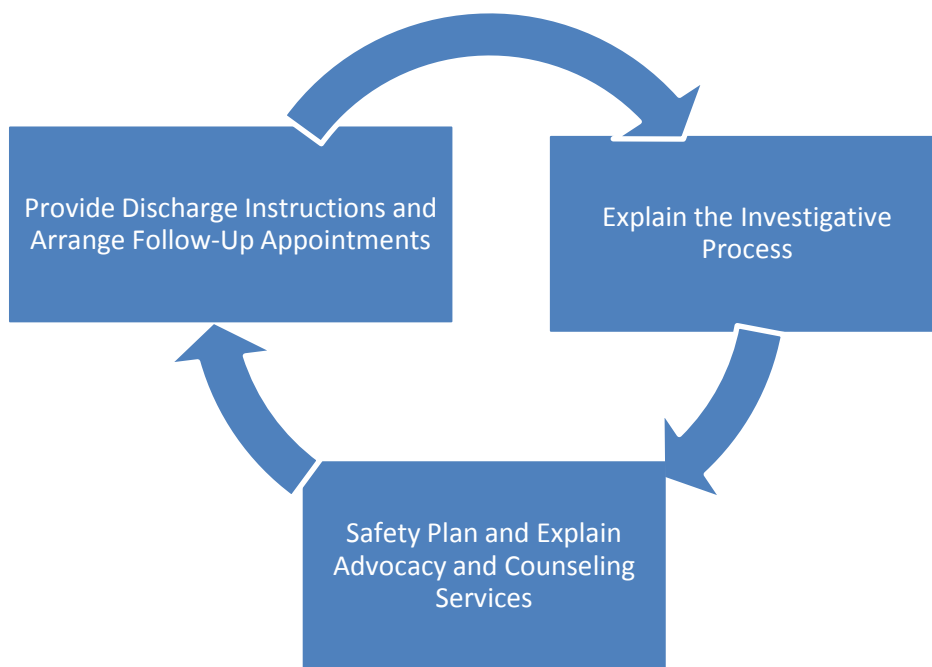 Provide Discharge Instructions and
Arrange Follow-Up Appointments
Explain the Investigative
Process
Safety Plan and Explain
Advocacy and Counseling
Services